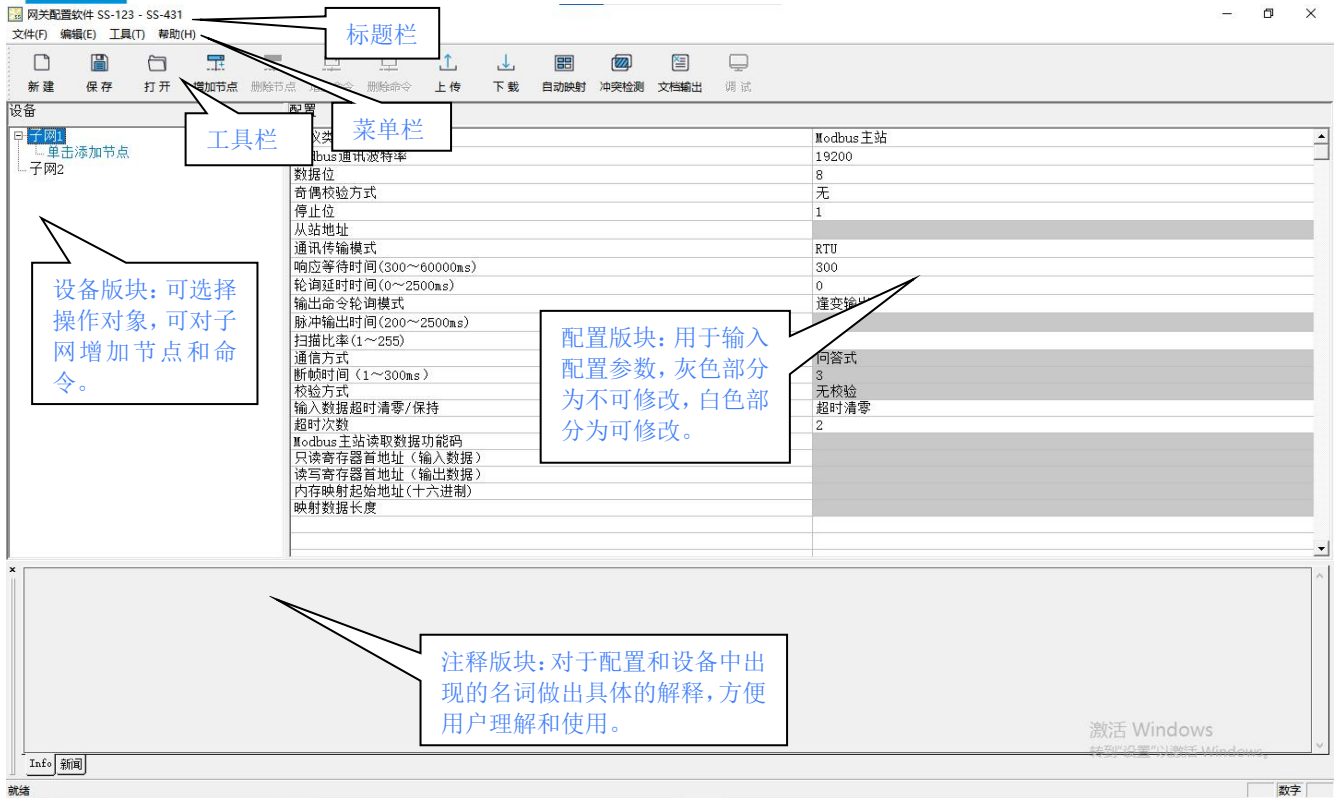 网关配置软件 SS-123 - SS-431
文件(F) 编辑(E) 工具(T) 帮助(H)
标题栏
新建 保存 打开 增加节点 删除节点 删除命令 上传 下载 自动映射 冲突检测 文档输出 调试
设备
配置
工具栏
菜单栏
子网1
单击添加节点
子网2
Modbus主站
bus通讯波特率 19200
数据位 8
奇偶校验方式 无
停止位 1
从站地址
通讯传输模式 RTU
响应等待时间(300～60000ms) 300
轮询延时时间(0～2500ms) 0
输出命令轮询模式 逢变输出
脉冲输出时间(200～2500ms)
扫描比率(1～255)
通信方式 问答式
断帧时间（1～300ms） 3
校验方式 无校验
输入数据超时清零/保持 超时清零
超时次数 2
Modbus主站读取数据功能码
只读寄存器首地址（输入数据）
读写寄存器首地址（输出数据）
内存映射起始地址(十六进制)
映射数据长度
设备版块：可选择
操作对象，可对子
网增加节点和命
令。
配置版块：用于输入
配置参数，灰色部分
为不可修改，白色部
分为可修改。
注释版块：对于配置和设备中出
现的名词做出具体的解释，方便
用户理解和使用。
激活 Windows
转到"设置"以激活 Windows。
Info 新闻
就绪
数字